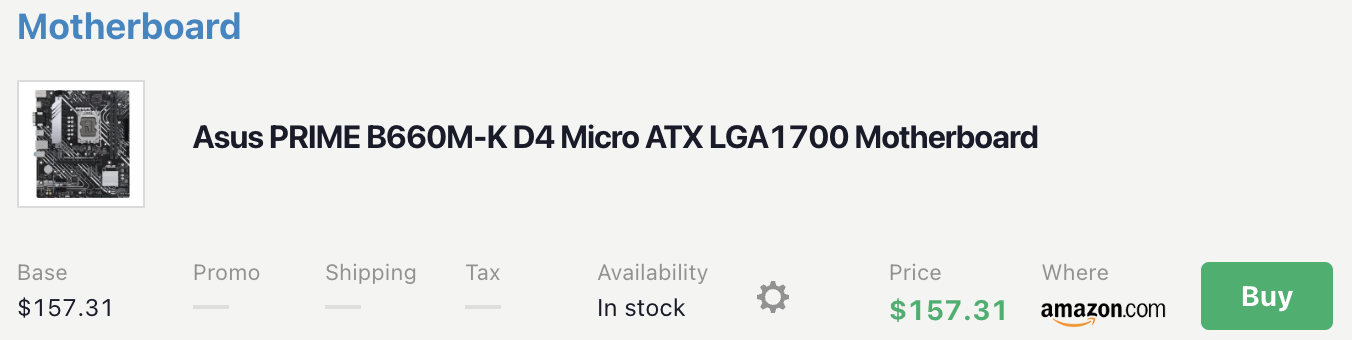 Motherboard
Asus PRIME B660M-K D4 Micro ATX LGA1700 Motherboard
Base Promo Shipping Tax Availability Price Where
$157.31 — — — In stock $157.31 amazon.com Buy